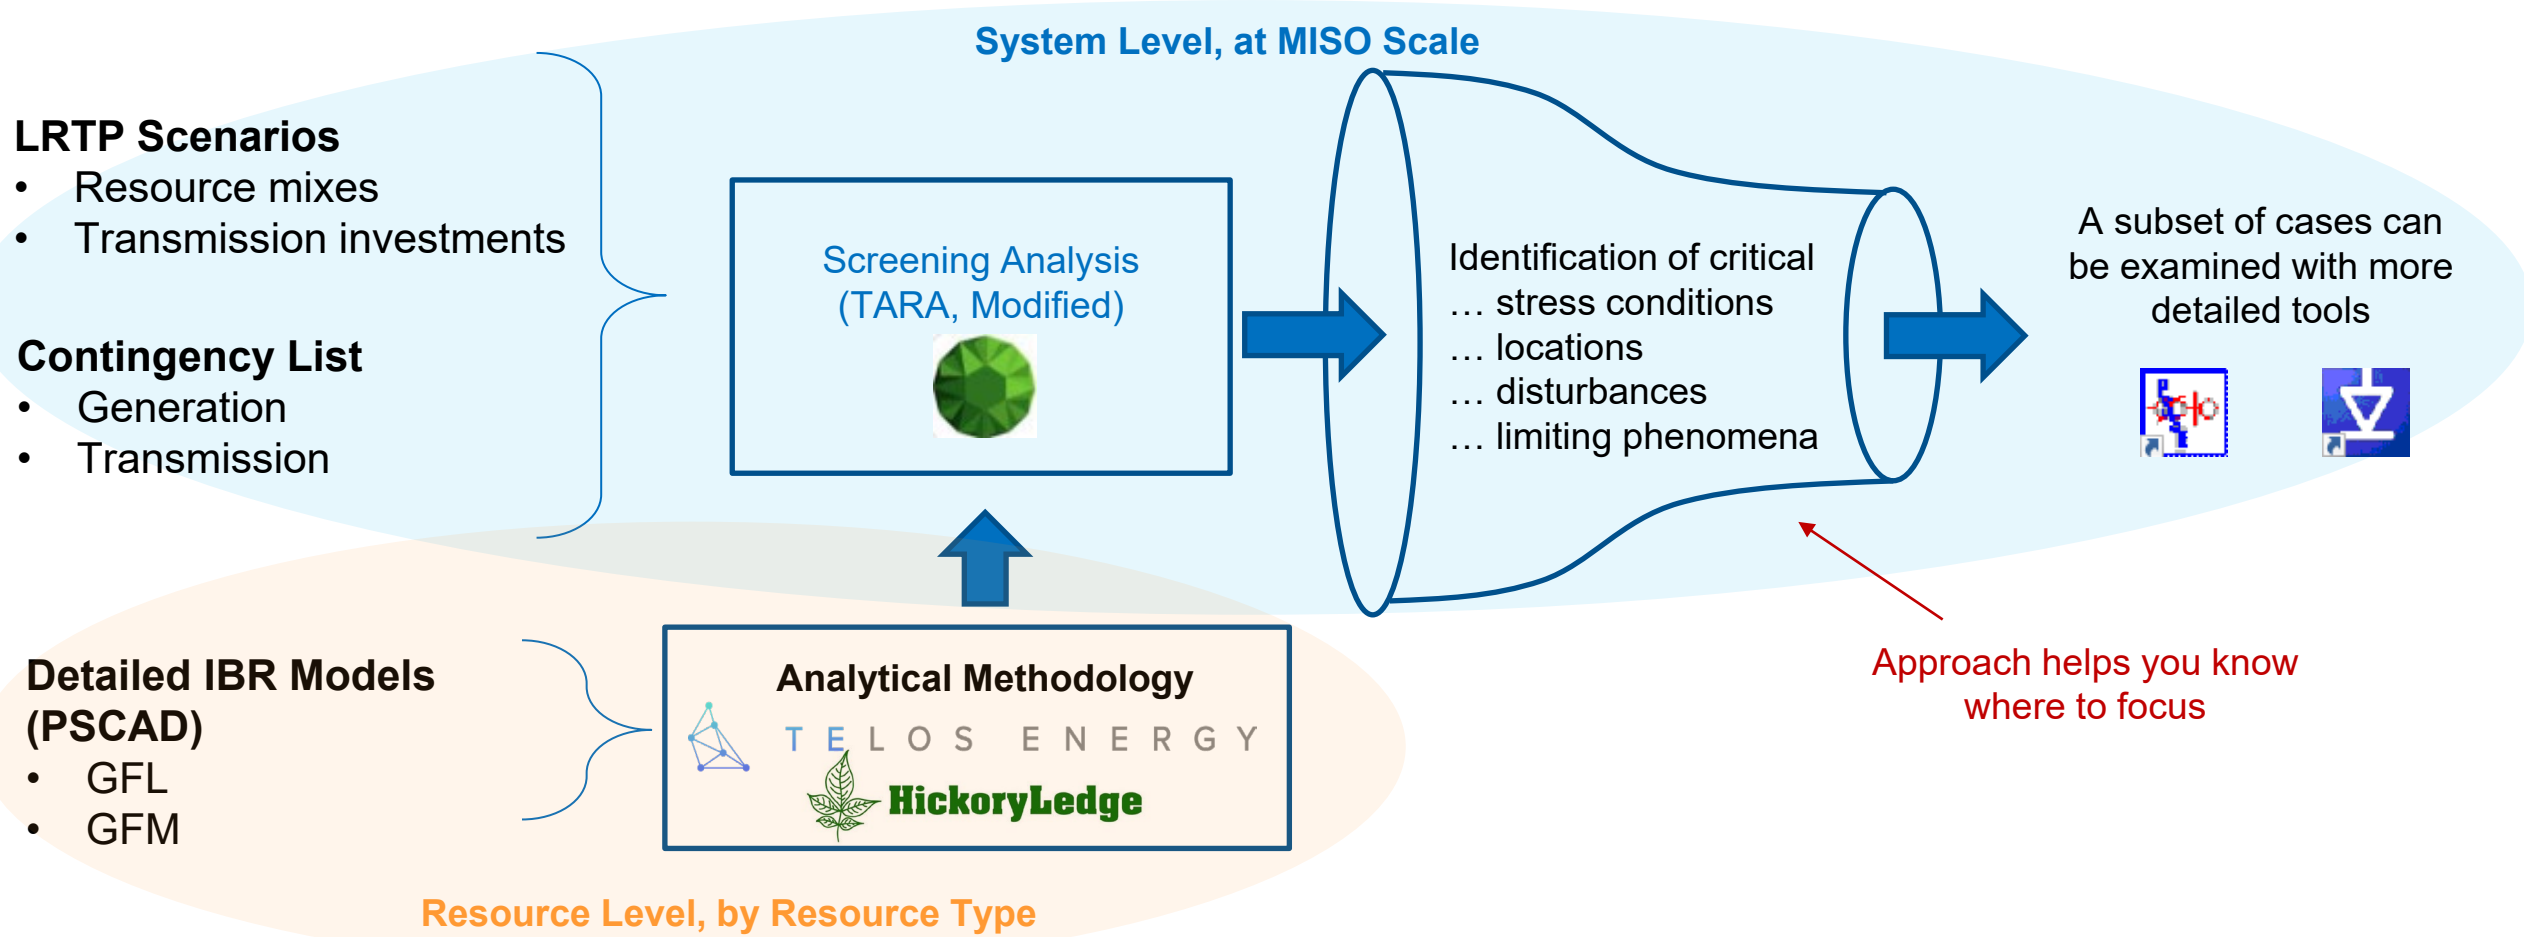 System Level, at MISO Scale
LRTP Scenarios
• Resource mixes
• Transmission investments
Contingency List
• Generation
• Transmission
Screening Analysis
(TARA, Modified)
Identification of critical
… stress conditions
… locations
… disturbances
… limiting phenomena
A subset of cases can
be examined with more
detailed tools
Detailed IBR Models
(PSCAD)
• GFL
• GFM
Analytical Methodology
TELOS ENERGY
HickoryLedge
Approach helps you know
where to focus
Resource Level, by Resource Type